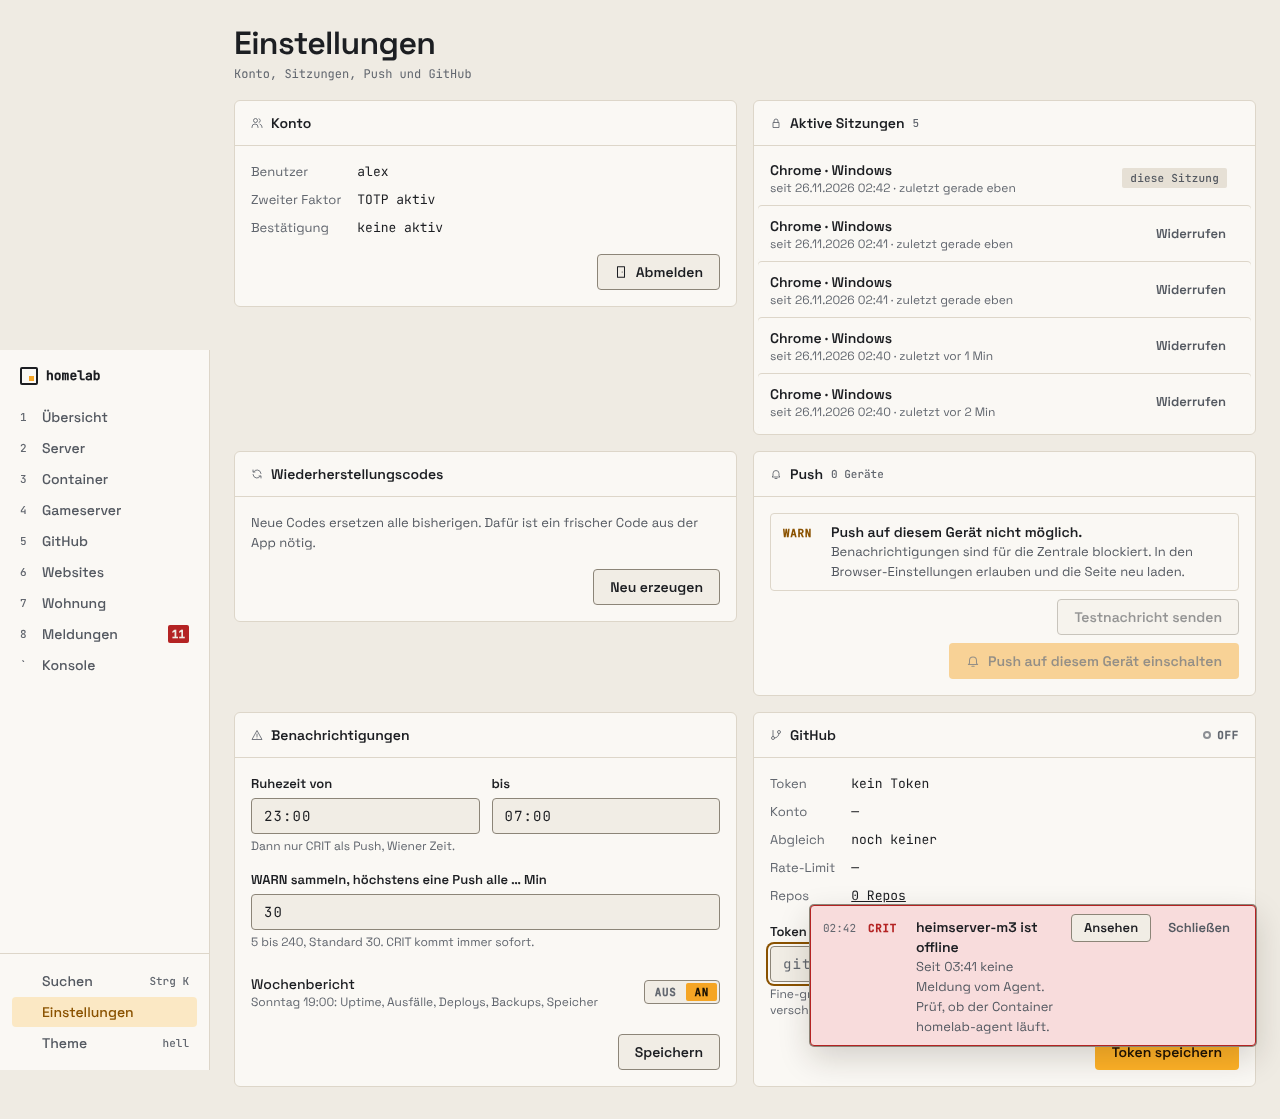 Einstellungen
Konto, Sitzungen, Push und GitHub
Konto
Benutzer alex
Zweiter Faktor TOTP aktiv
Bestätigung keine aktiv
Abmelden
Aktive Sitzungen 5
Chrome · Windows
seit 26.11.2026 02:42 · zuletzt gerade eben
diese Sitzung
Chrome · Windows
seit 26.11.2026 02:41 · zuletzt gerade eben
Widerrufen
Chrome · Windows
seit 26.11.2026 02:41 · zuletzt gerade eben
Widerrufen
Chrome · Windows
seit 26.11.2026 02:40 · zuletzt vor 1 Min
Widerrufen
Chrome · Windows
seit 26.11.2026 02:40 · zuletzt vor 2 Min
Widerrufen
homelab
1 Übersicht
2 Server
3 Container
4 Gameserver
5 GitHub
6 Websites
7 Wohnung
8 Meldungen 11
` Konsole
Suchen Strg K
Einstellungen
Theme hell
Wiederherstellungscodes
Neue Codes ersetzen alle bisherigen. Dafür ist ein frischer Code aus der
App nötig.
Neu erzeugen
Push 0 Geräte
WARN Push auf diesem Gerät nicht möglich.
Benachrichtigungen sind für die Zentrale blockiert. In den
Browser-Einstellungen erlauben und die Seite neu laden.
Testnachricht senden
Push auf diesem Gerät einschalten
Benachrichtigungen
Ruhezeit von bis
23:00 07:00
Dann nur CRIT als Push, Wiener Zeit.
WARN sammeln, höchstens eine Push alle … Min
30
5 bis 240, Standard 30. CRIT kommt immer sofort.
Wochenbericht
Sonntag 19:00: Uptime, Ausfälle, Deploys, Backups, Speicher
AUS AN
Speichern
GitHub OFF
Token kein Token
Konto —
Abgleich noch keiner
Rate-Limit —
Repos 0 Repos
Token
git
Fine-gr
versch
Token speichern
02:42 CRIT heimserver-m3 ist
offline
Seit 03:41 keine
Meldung vom Agent.
Prüf, ob der Container
homelab-agent läuft.
Ansehen Schließen